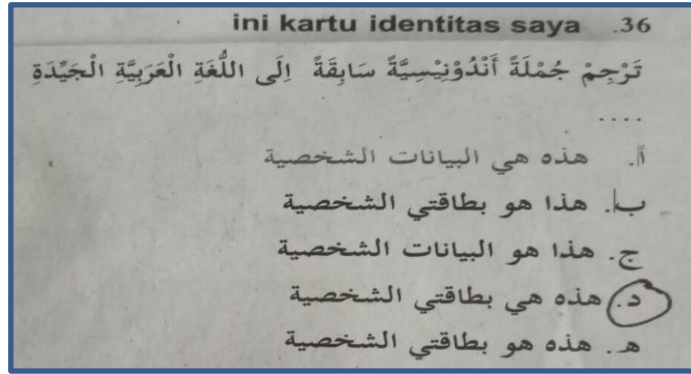 36. ini kartu identitas saya
تَرْجِمْ جُمْلَةً أَنْدُوْنِيْسِيَّةً سَابِقَةً إِلَى اللُّغَةِ الْعَرَبِيَّةِ الْجَيِّدَةِ
....
أ. هذه هي البيانات الشخصية
ب. هذا هو بطاقتي الشخصية
ج. هذا هو البيانات الشخصية
د. هذه هي بطاقتي الشخصية
هـ. هذه هو بطاقتي الشخصية